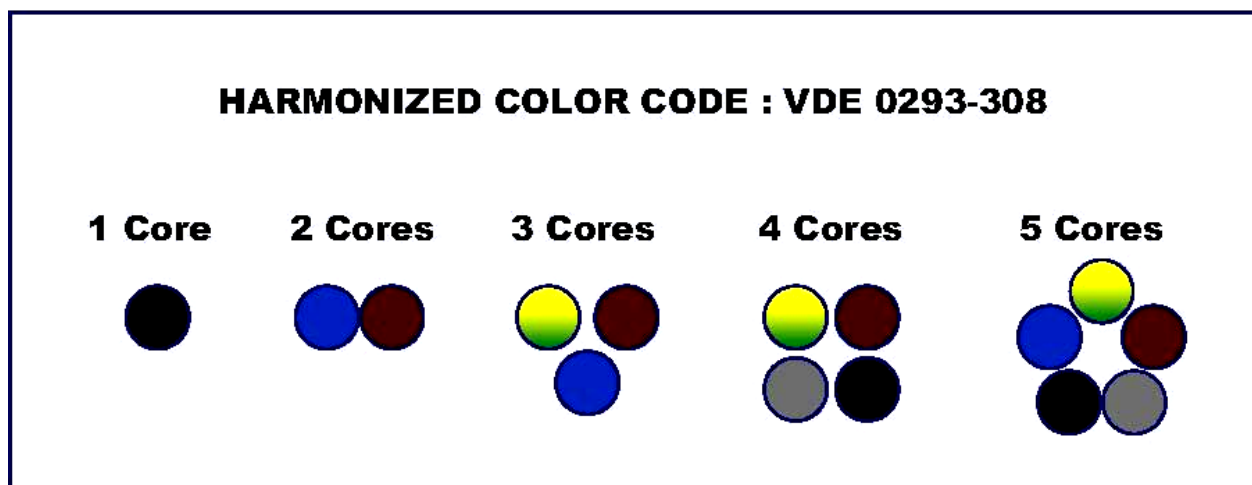 HARMONIZED COLOR CODE : VDE 0293-308
1 Core 2 Cores 3 Cores 4 Cores 5 Cores